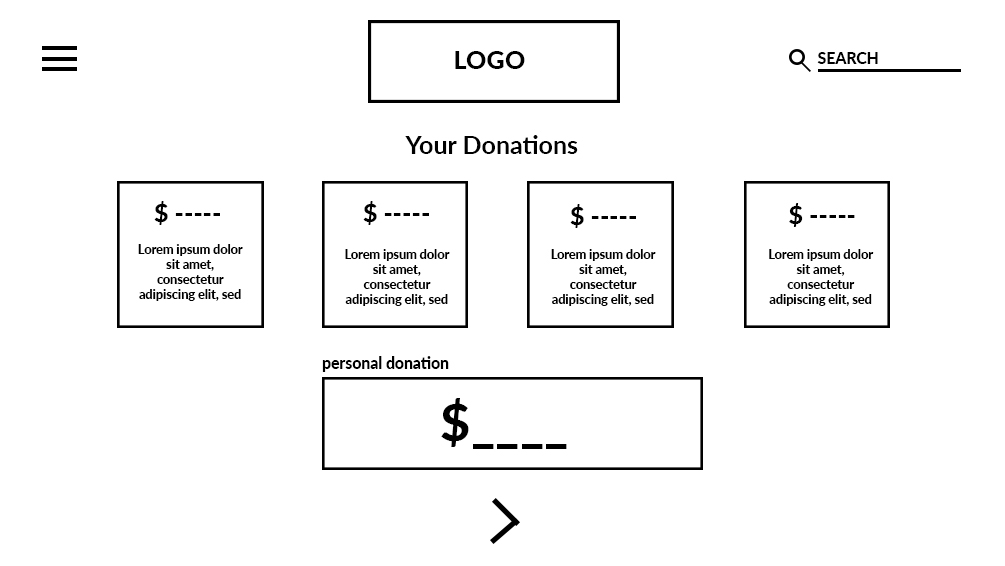 LOGO
SEARCH
Your Donations
$ -----
Lorem ipsum dolor
sit amet,
consectetur
adipiscing elit, sed
$ -----
Lorem ipsum dolor
sit amet,
consectetur
adipiscing elit, sed
$ -----
Lorem ipsum dolor
sit amet,
consectetur
adipiscing elit, sed
$ -----
Lorem ipsum dolor
sit amet,
consectetur
adipiscing elit, sed
personal donation
$____